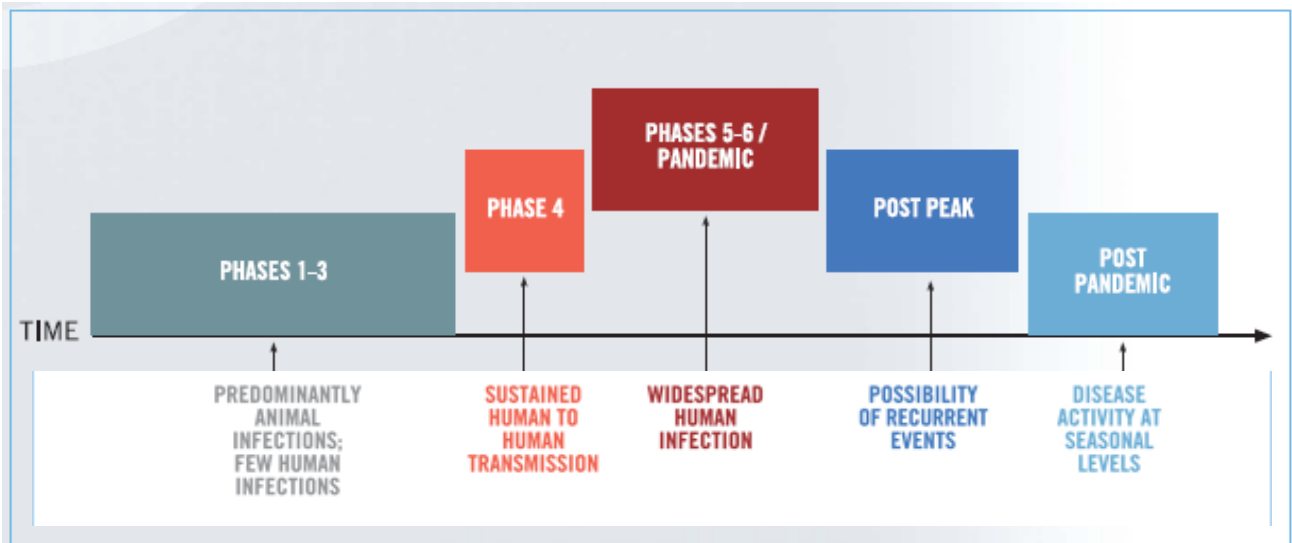 PHASES 5–6 /
PANDEMIC
PHASE 4
POST PEAK
PHASES 1–3
POST
PANDEMIC
TIME
PREDOMINANTLY
ANIMAL
INFECTIONS;
FEW HUMAN
INFECTIONS
SUSTAINED
HUMAN TO
HUMAN
TRANSMISSION
WIDESPREAD
HUMAN
INFECTION
POSSIBILITY
OF RECURRENT
EVENTS
DISEASE
ACTIVITY AT
SEASONAL
LEVELS